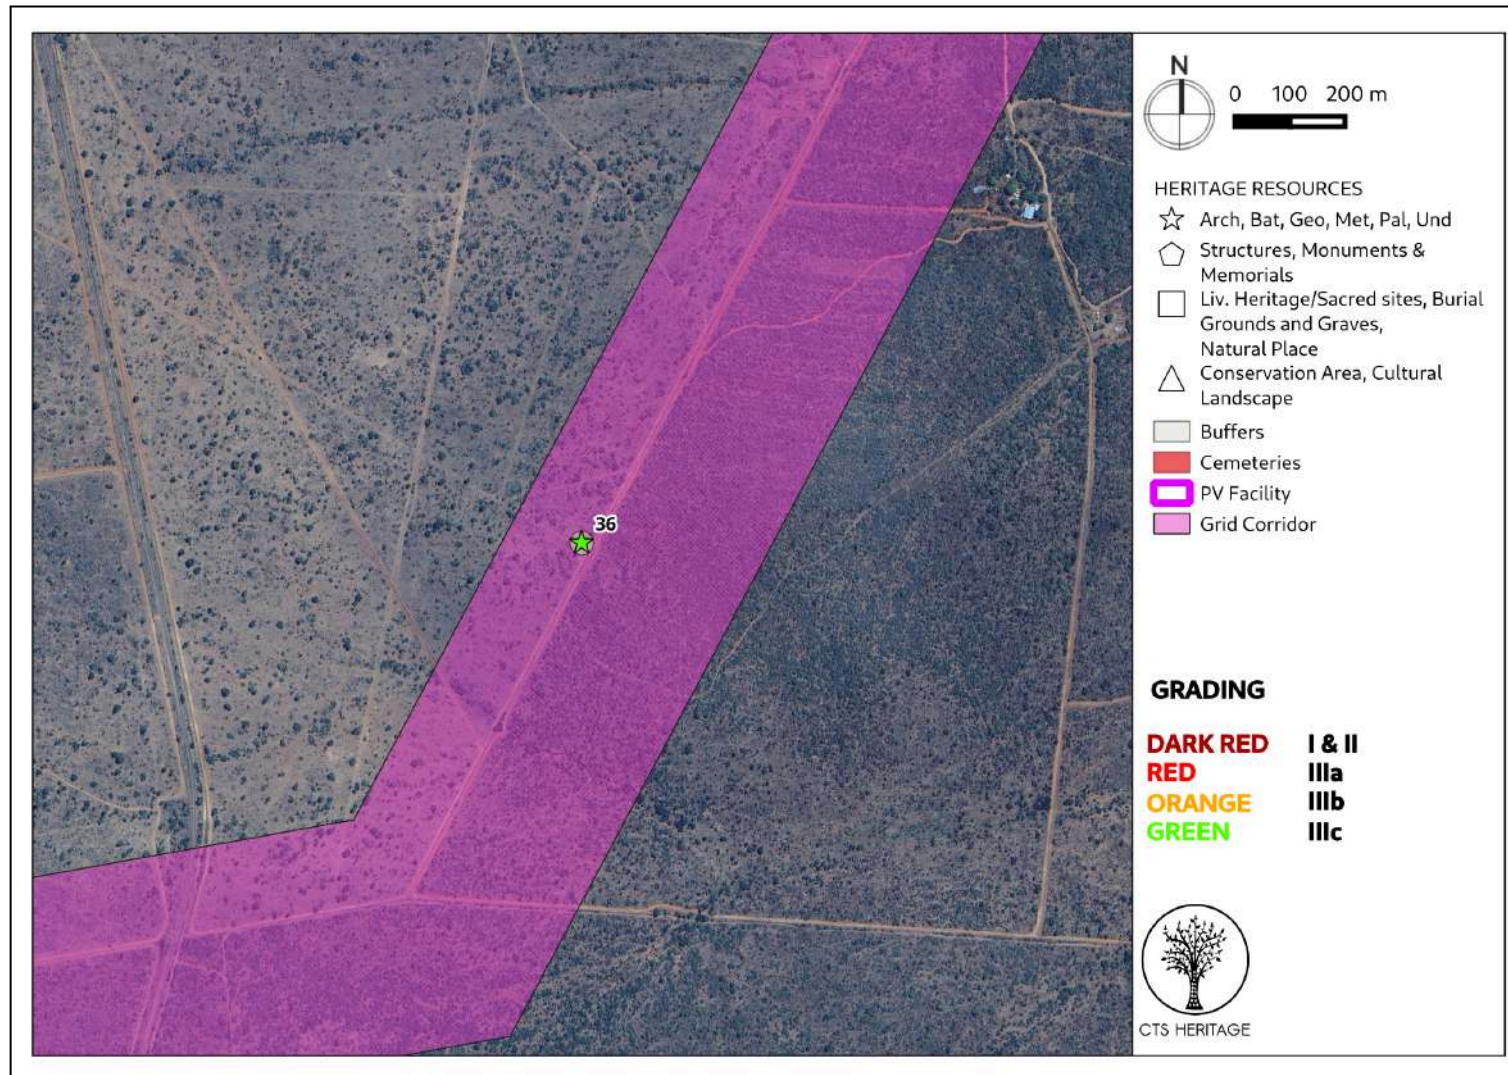 36
N
0 100 200 m
HERITAGE RESOURCES
Arch, Bat, Geo, Met, Pal, Und
Structures, Monuments &
Memorials
Liv. Heritage/Sacred sites, Burial
Grounds and Graves,
Natural Place
Conservation Area, Cultural
Landscape
Buffers
Cemeteries
PV Facility
Grid Corridor
GRADING
DARK RED I & II
RED IIIa
ORANGE IIIb
GREEN IIIc
CTS HERITAGE